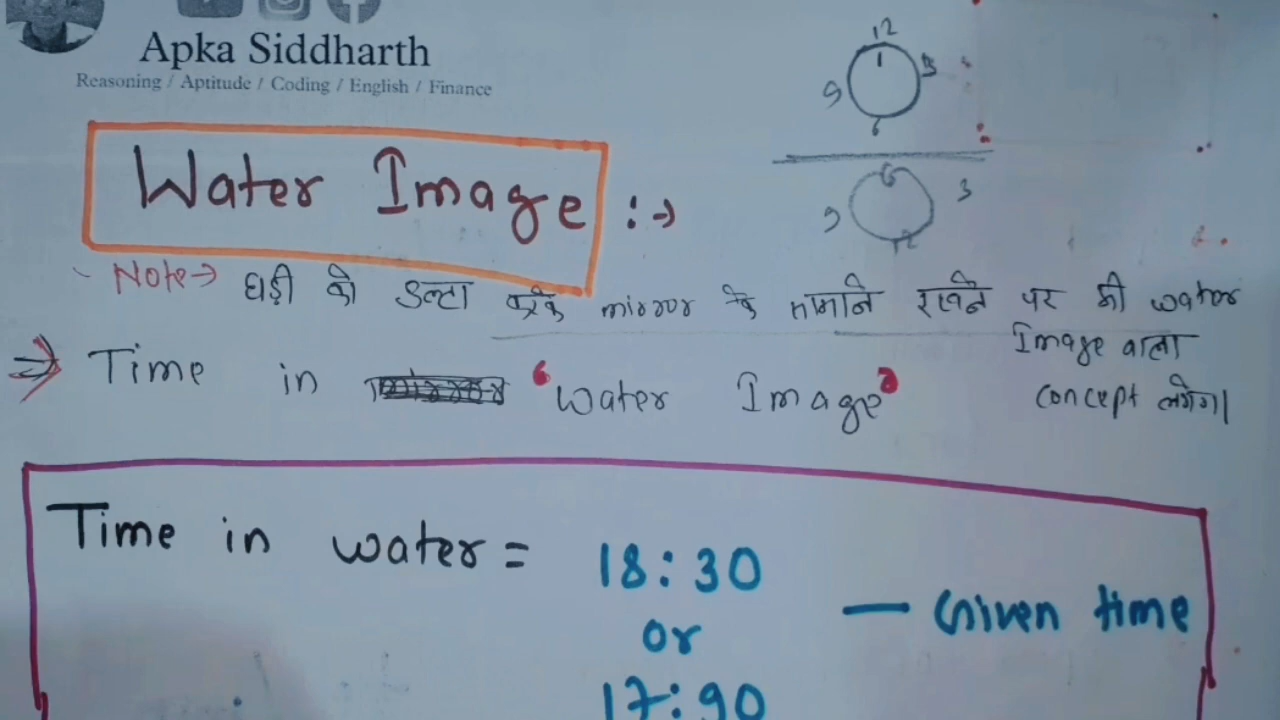 Apka Siddharth
Reasoning / Aptitude / Coding / English / Finance
12
3
9
6
6
3
9
12
Water Image :→
Note→ घड़ी को उल्टा करके mirror के सामने रखने पर भी water
Image वाला
concept लगेगा।
⇒ Time in "Water Image"
Time in water = 18:30 — Given time
or
17:90